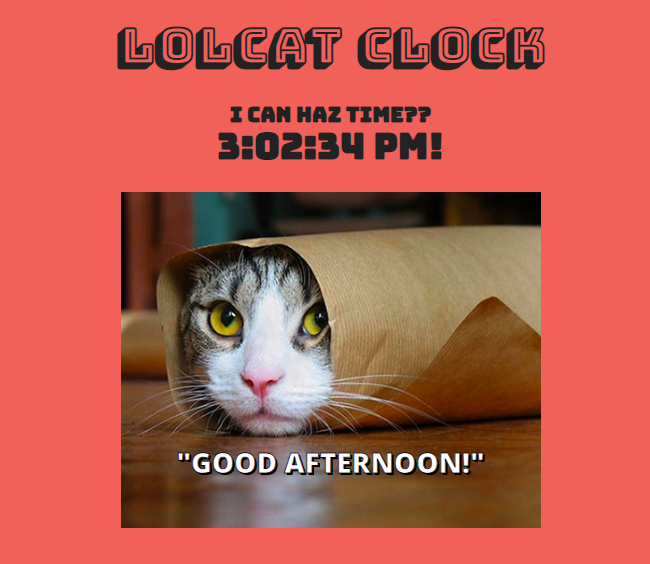 LOLCAT CLOCK
I CAN HAZ TIME??
3:02:34 PM!
"GOOD AFTERNOON!"